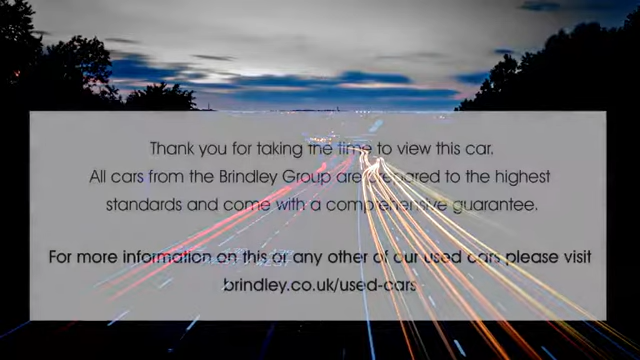 Thank you for taking the time to view this car.
All cars from the Brindley Group are prepared to the highest
standards and come with a comprehensive guarantee.
For more information on this or any other of our used cars please visit
brindley.co.uk/used-cars